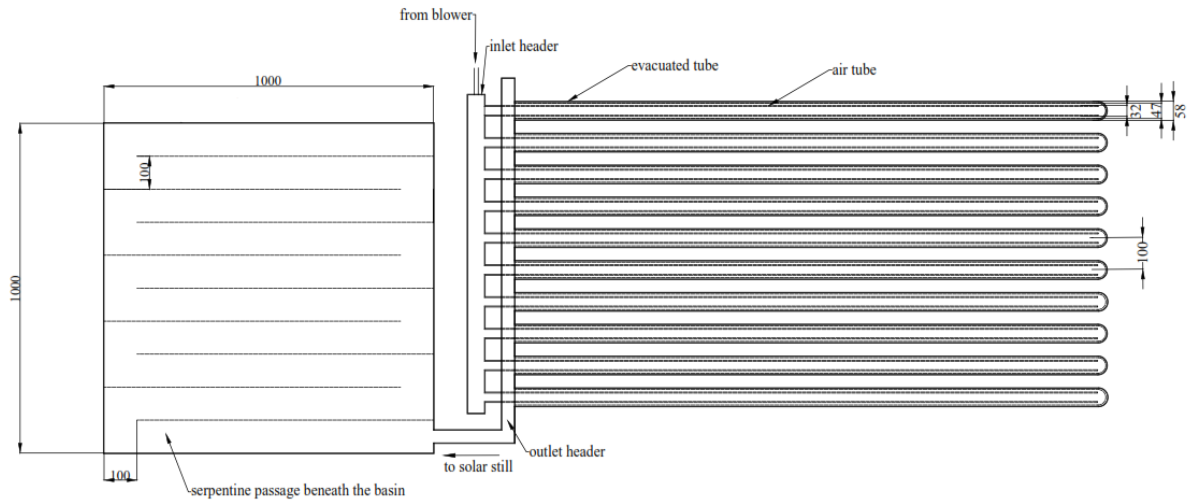 from blower
inlet header
evacuated tube
air tube
1000
32
47
58
100
1000
100
100
outlet header
to solar still
serpentine passage beneath the basin